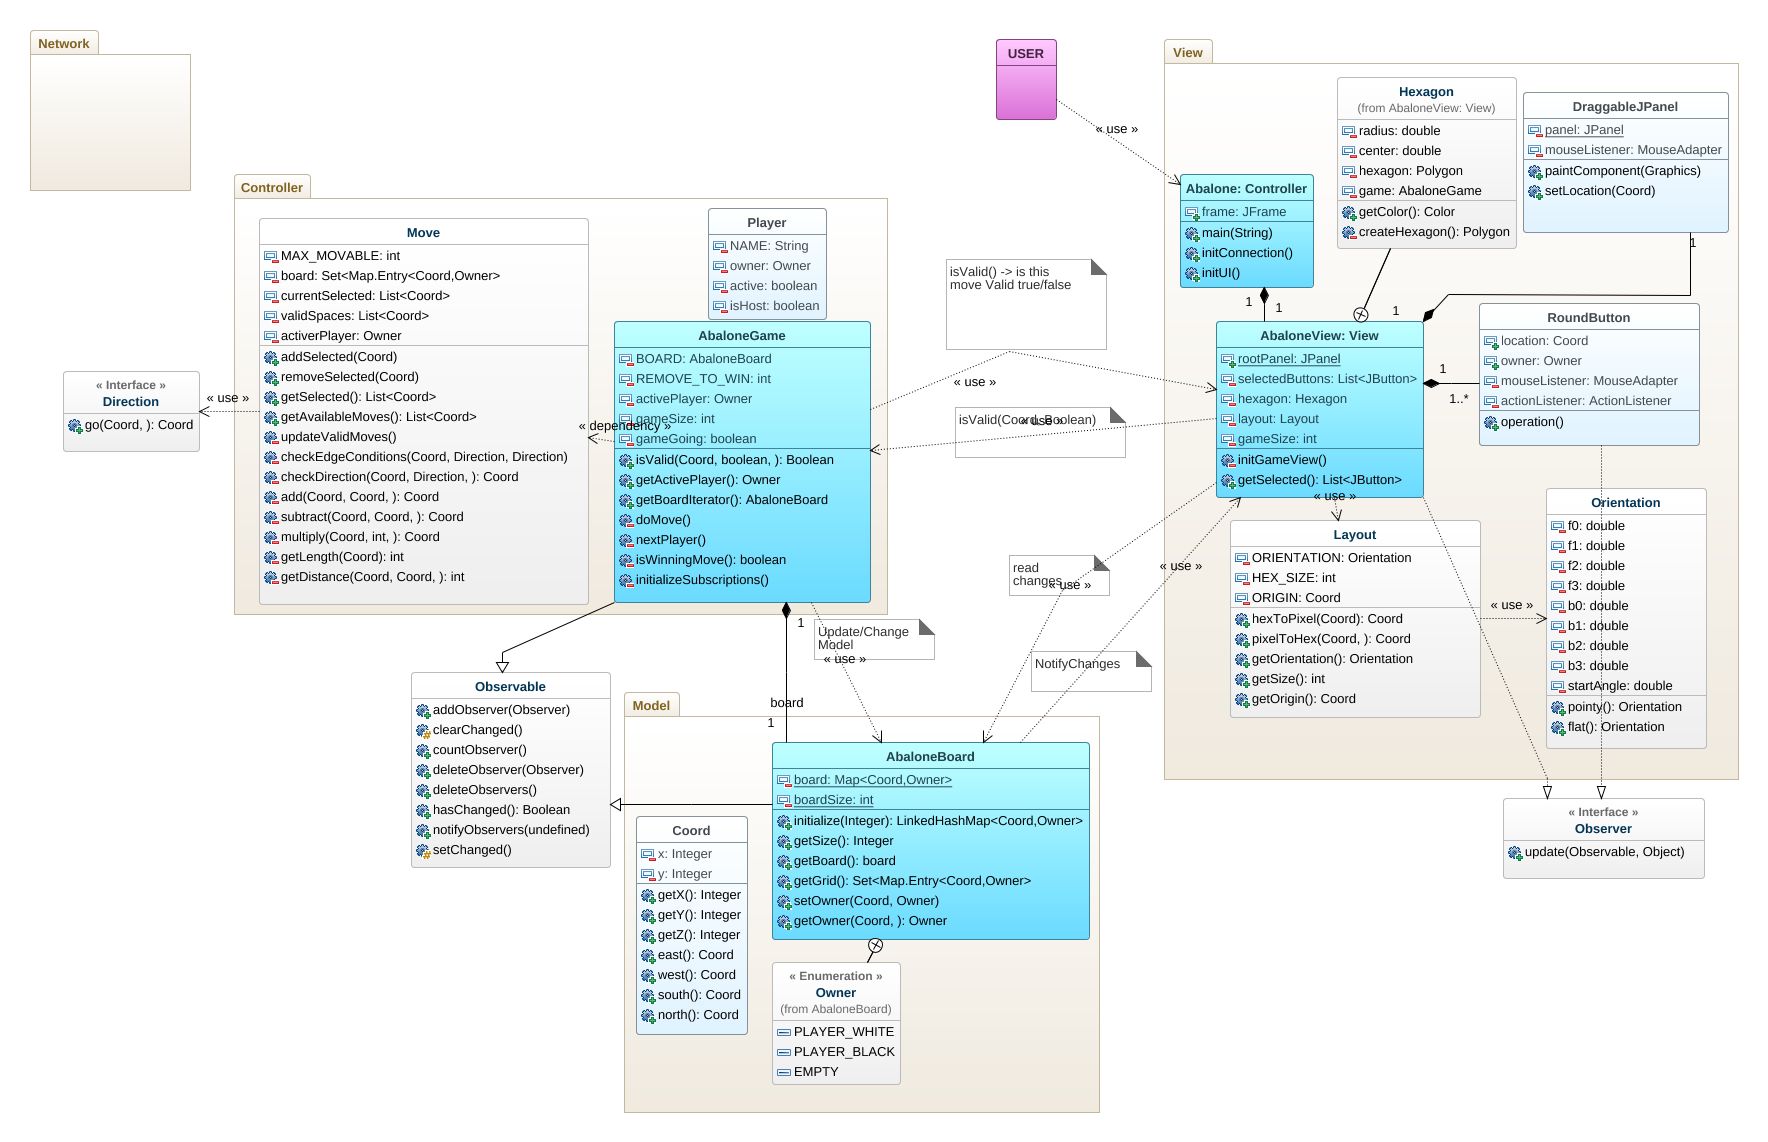 Network
USER
« use »
View
Hexagon
(from AbaloneView: View)
radius: double
center: double
hexagon: Polygon
game: AbaloneGame
getColor(): Color
createHexagon(): Polygon
DraggableJPanel
panel: JPanel
mouseListener: MouseAdapter
paintComponent(Graphics)
setLocation(Coord)
1
Abalone: Controller
frame: JFrame
main(String)
initConnection()
initUI()
1
1
1
Controller
Move
MAX_MOVABLE: int
board: Set<Map.Entry<Coord,Owner>
currentSelected: List<Coord>
validSpaces: List<Coord>
activerPlayer: Owner
addSelected(Coord)
removeSelected(Coord)
getSelected(): List<Coord>
getAvailableMoves(): List<Coord>
updateValidMoves()
checkEdgeConditions(Coord, Direction, Direction)
checkDirection(Coord, Direction, ): Coord
add(Coord, Coord, ): Coord
subtract(Coord, Coord, ): Coord
multiply(Coord, int, ): Coord
getLength(Coord): int
getDistance(Coord, Coord, ): int
Player
NAME: String
owner: Owner
active: boolean
isHost: boolean
AbaloneGame
BOARD: AbaloneBoard
REMOVE_TO_WIN: int
activePlayer: Owner
gameSize: int
gameGoing: boolean
isValid(Coord, boolean, ): Boolean
getActivePlayer(): Owner
getBoardIterator(): AbaloneBoard
doMove()
nextPlayer()
isWinningMove(): boolean
initializeSubscriptions()
« dependency »
« Interface »
Direction
go(Coord, ): Coord
« use »
isValid() -> is this
move Valid true/false
« use »
isValid(Coord, Boolean)
« use »
AbaloneView: View
rootPanel: JPanel
selectedButtons: List<JButton>
hexagon: Hexagon
layout: Layout
gameSize: int
initGameView()
getSelected(): List<JButton>
1
1..*
RoundButton
location: Coord
owner: Owner
mouseListener: MouseAdapter
actionListener: ActionListener
operation()
« use »
Layout
ORIENTATION: Orientation
HEX_SIZE: int
ORIGIN: Coord
hexToPixel(Coord): Coord
pixelToHex(Coord, ): Coord
getOrientation(): Orientation
getSize(): int
getOrigin(): Coord
« use »
Orientation
f0: double
f1: double
f2: double
f3: double
b0: double
b1: double
b2: double
b3: double
startAngle: double
pointy(): Orientation
flat(): Orientation
read
changes
« use »
« use »
NotifyChanges
1
Update/Change
Model
« use »
board
1
Observable
addObserver(Observer)
clearChanged()
countObserver()
deleteObserver(Observer)
deleteObservers()
hasChanged(): Boolean
notifyObservers(undefined)
setChanged()
Model
AbaloneBoard
board: Map<Coord,Owner>
boardSize: int
initialize(Integer): LinkedHashMap<Coord,Owner>
getSize(): Integer
getBoard(): board
getGrid(): Set<Map.Entry<Coord,Owner>
setOwner(Coord, Owner)
getOwner(Coord, ): Owner
Coord
x: Integer
y: Integer
getX(): Integer
getY(): Integer
getZ(): Integer
east(): Coord
west(): Coord
south(): Coord
north(): Coord
« Enumeration »
Owner
(from AbaloneBoard)
PLAYER_WHITE
PLAYER_BLACK
EMPTY
« Interface »
Observer
update(Observable, Object)